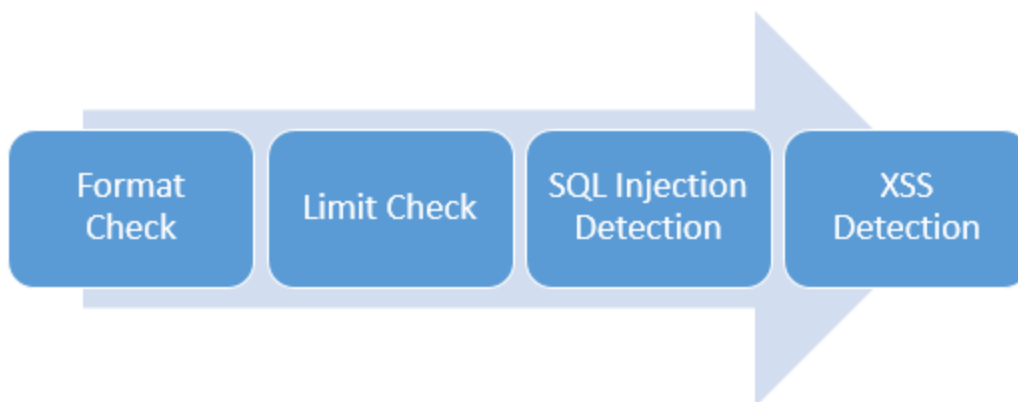 Format
Check
Limit Check
SQL Injection
Detection
XSS
Detection